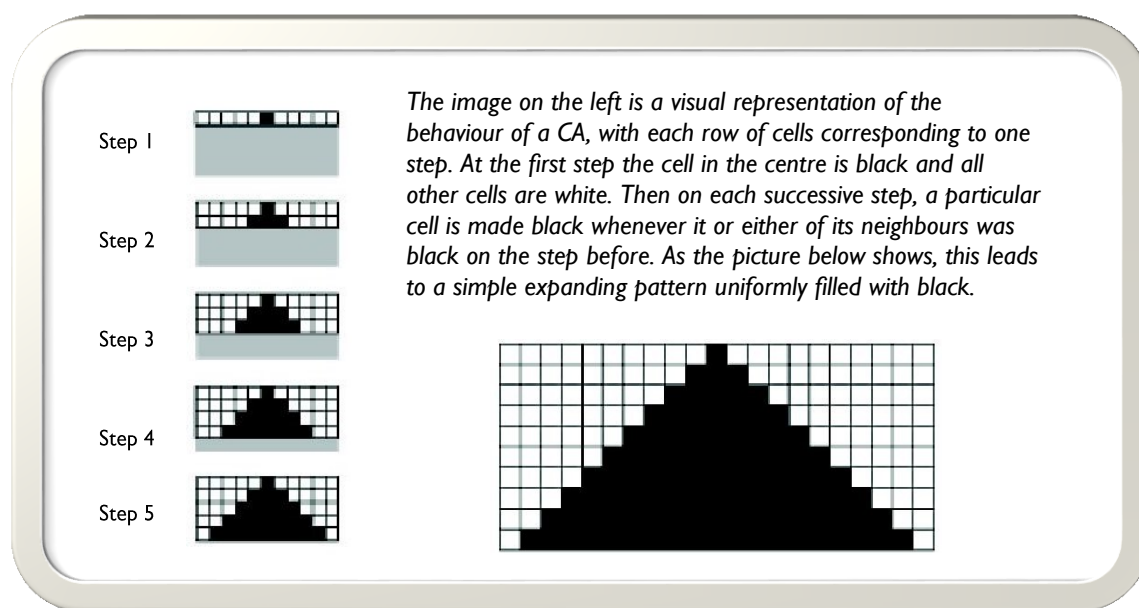 The image on the left is a visual representation of the
behaviour of a CA, with each row of cells corresponding to one
step. At the first step the cell in the centre is black and all
other cells are white. Then on each successive step, a particular
cell is made black whenever it or either of its neighbours was
black on the step before. As the picture below shows, this leads
to a simple expanding pattern uniformly filled with black.
Step 1
Step 2
Step 3
Step 4
Step 5